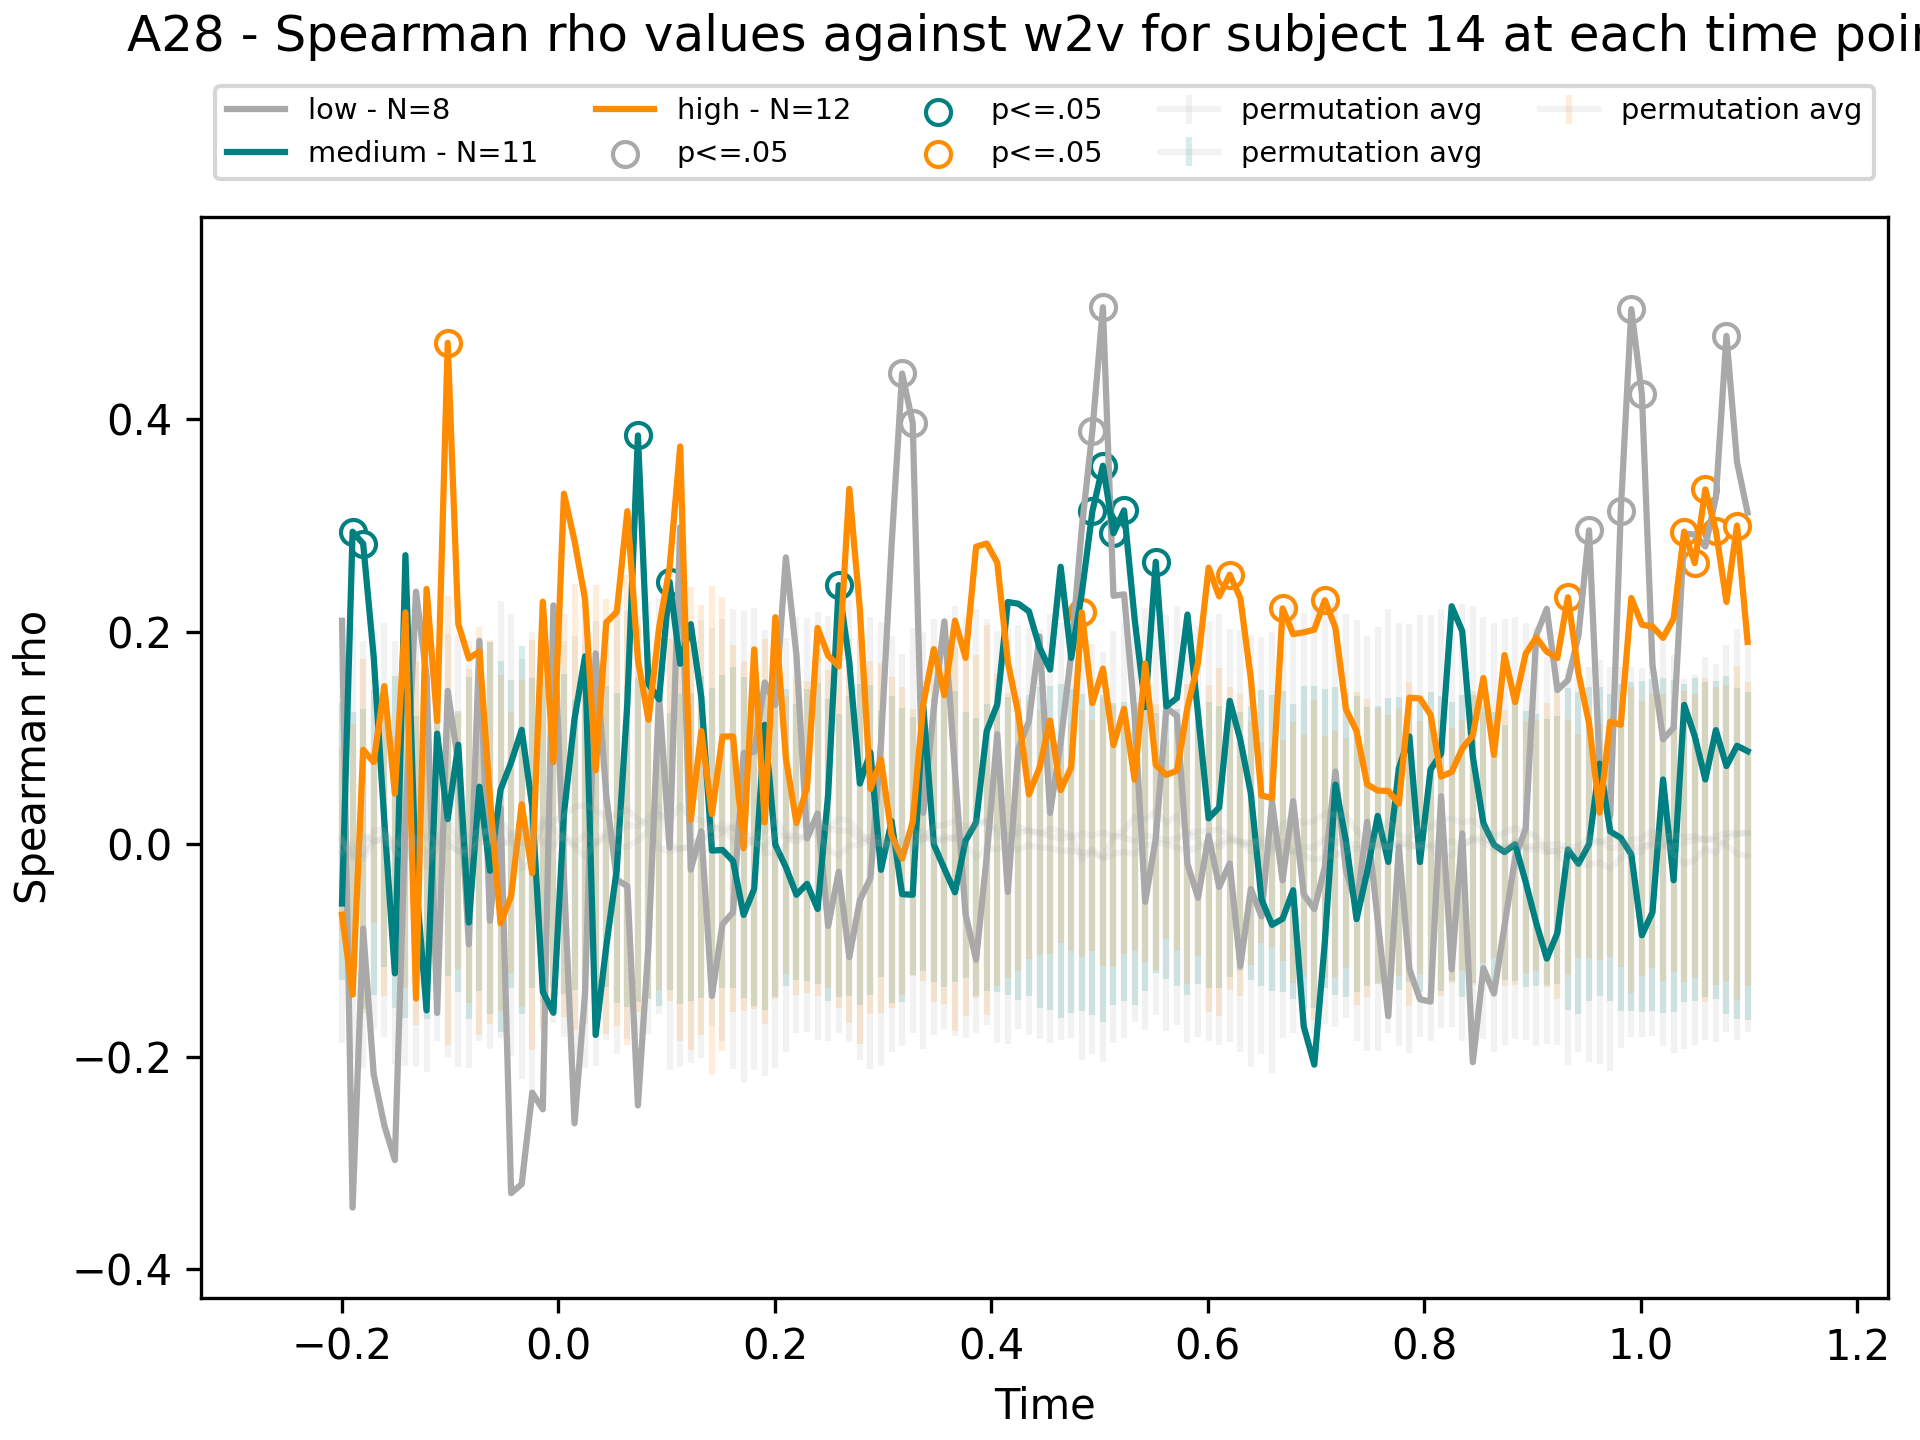 A28 - Spearman rho values against w2v for subject 14 at each time poi
low - N=8
medium - N=11
high - N=12
p<=.05
p<=.05
p<=.05
permutation avg
permutation avg
permutation avg
Spearman rho
0.4
0.2
0.0
−0.2
−0.4
−0.2 0.0 0.2 0.4 0.6 0.8 1.0 1.2
Time